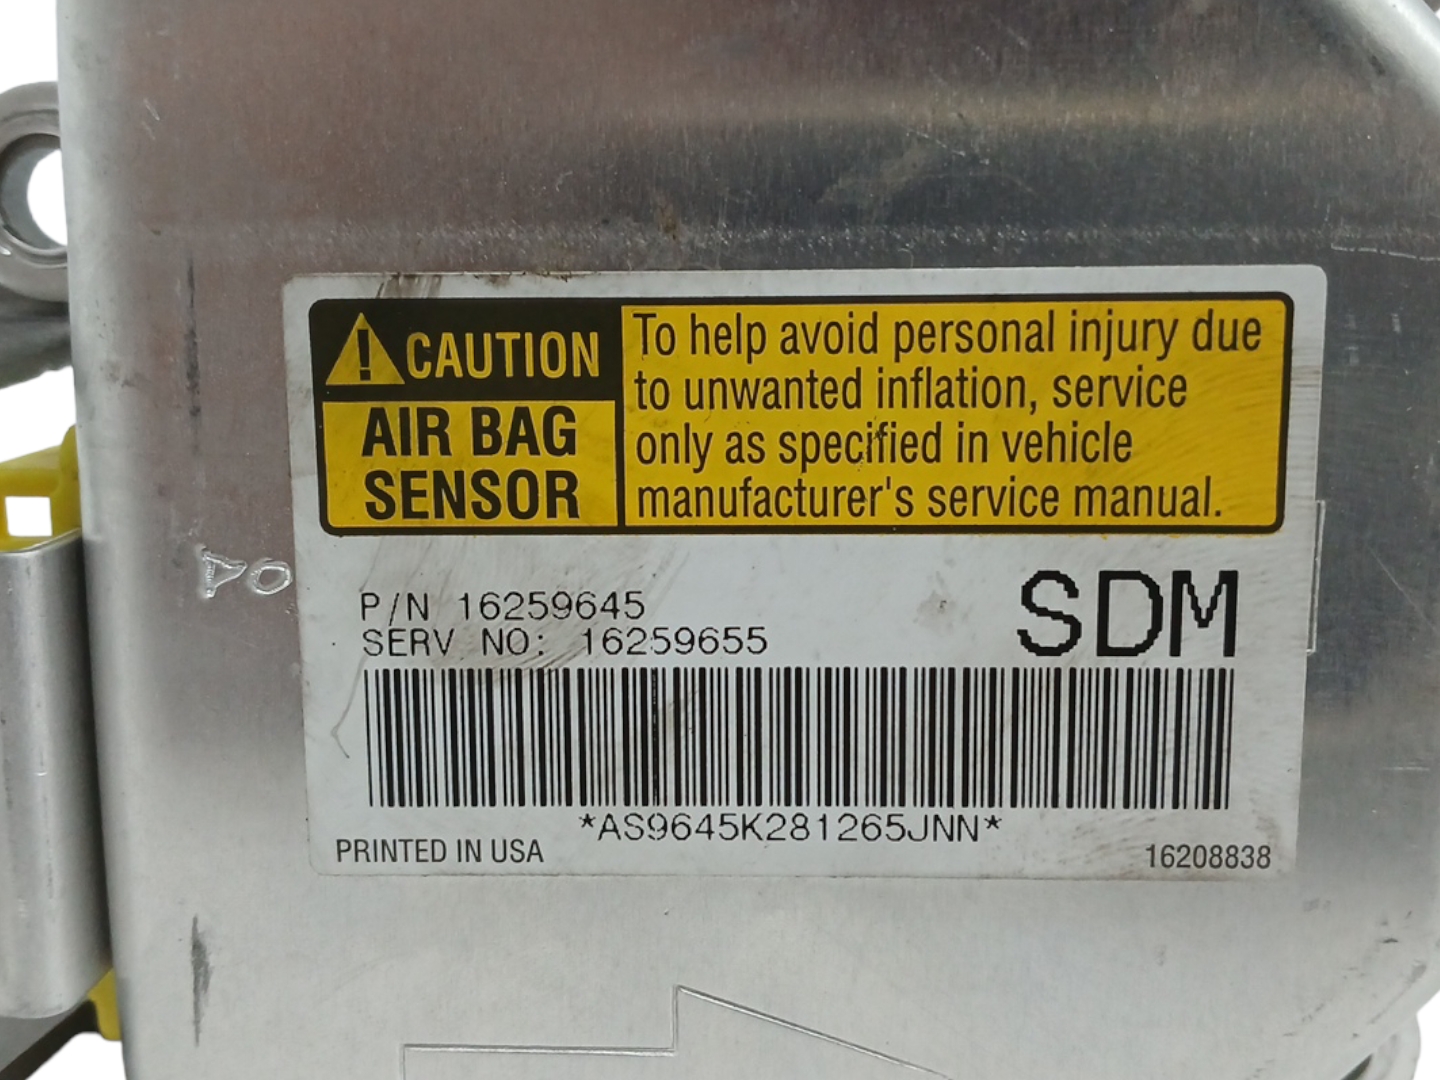 CAUTION
AIR BAG
SENSOR
To help avoid personal injury due
to unwanted inflation, service
only as specified in vehicle
manufacturer's service manual.
P/N 16259645
SERV NO: 16259655
SDM
*AS9645K281265JNN*
PRINTED IN USA
16208838